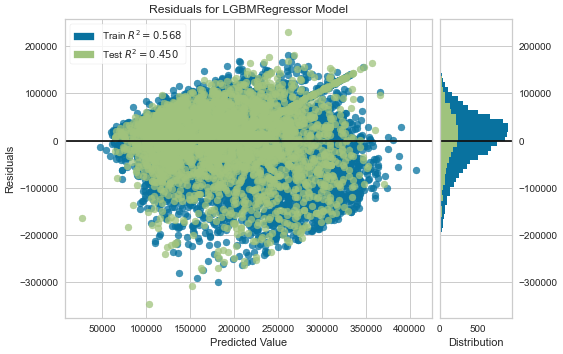 Residuals for LGBMRegressor Model
Train R² = 0.568
Test R² = 0.450
200000
100000
0
−100000
−200000
−300000
Residuals
50000 100000 150000 200000 250000 300000 350000 400000
Predicted Value
200000
100000
0
−100000
−200000
−300000
0 500
Distribution